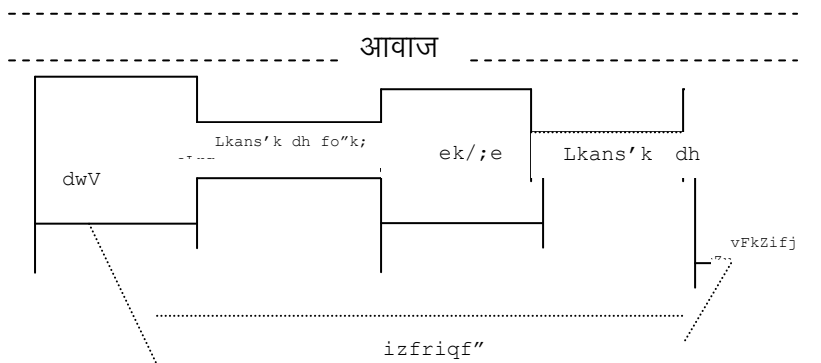 आवाज
Lkans’k dh fo”k;
ek/;e
Lkans’k dh
dwV
vFkZifj
izfriqf”